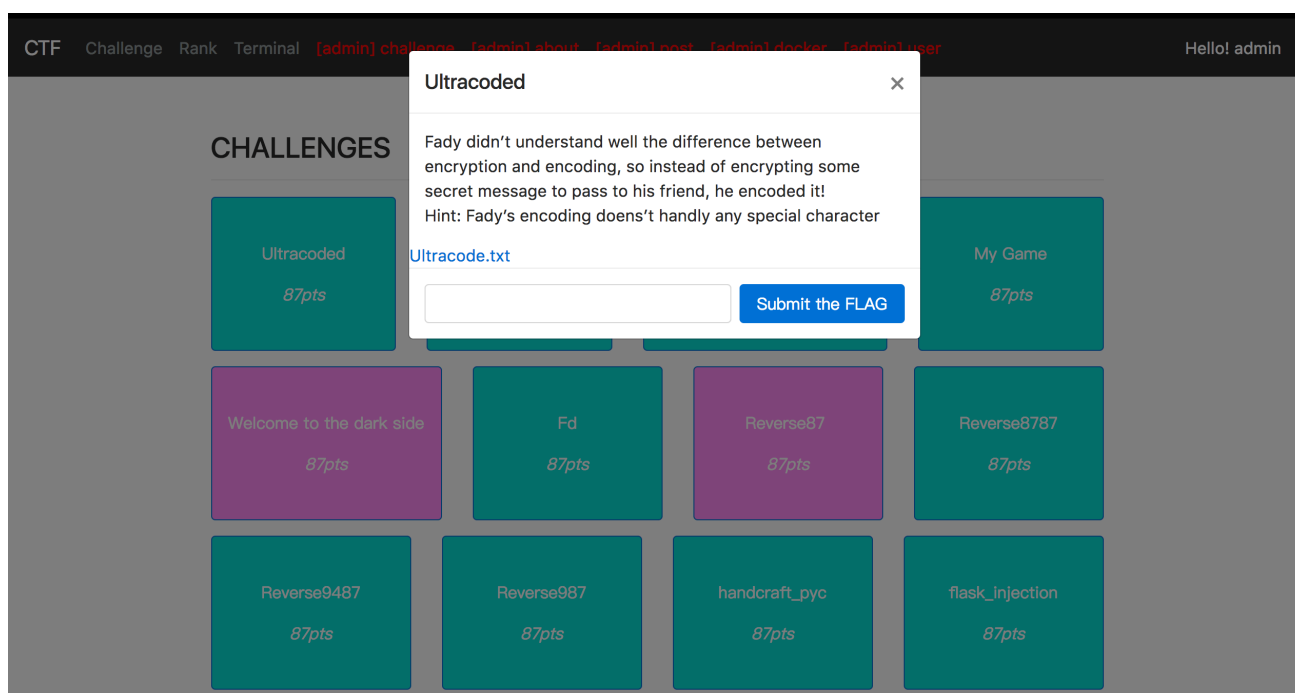 CTF Challenge Rank Terminal [admin] challenge [admin] about [admin] post [admin] docker [admin] user Hello! admin
Ultracoded ×
Fady didn’t understand well the difference between
encryption and encoding, so instead of encrypting some
secret message to pass to his friend, he encoded it!
Hint: Fady’s encoding doens’t handly any special character
Ultracode.txt
Submit the FLAG
CHALLENGES
Ultracoded
87pts
My Game
87pts
Welcome to the dark side
87pts
Fd
87pts
Reverse87
87pts
Reverse8787
87pts
Reverse9487
87pts
Reverse987
87pts
handcraft_pyc
87pts
flask_injection
87pts